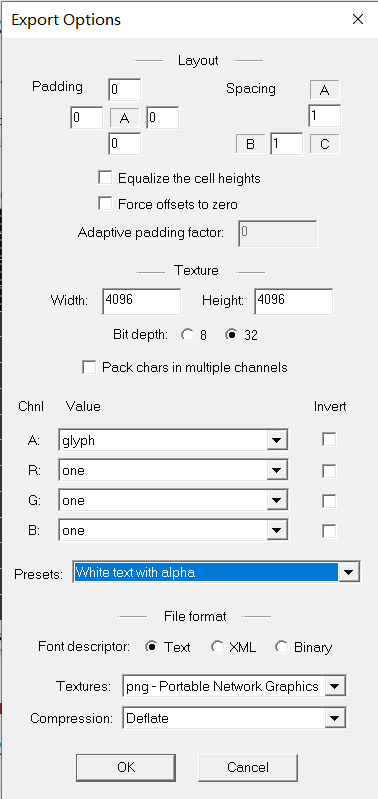 Export Options
Layout
Padding 0 Spacing A
0 A 0 1
0 B 1 C
Equalize the cell heights
Force offsets to zero
Adaptive padding factor: 0
Texture
Width: 4096 Height: 4096
Bit depth: 8 32
Pack chars in multiple channels
Chnl Value Invert
A: glyph
R: one
G: one
B: one
Presets: White text with alpha
File format
Font descriptor: Text XML Binary
Textures: png - Portable Network Graphics
Compression: Deflate
OK Cancel